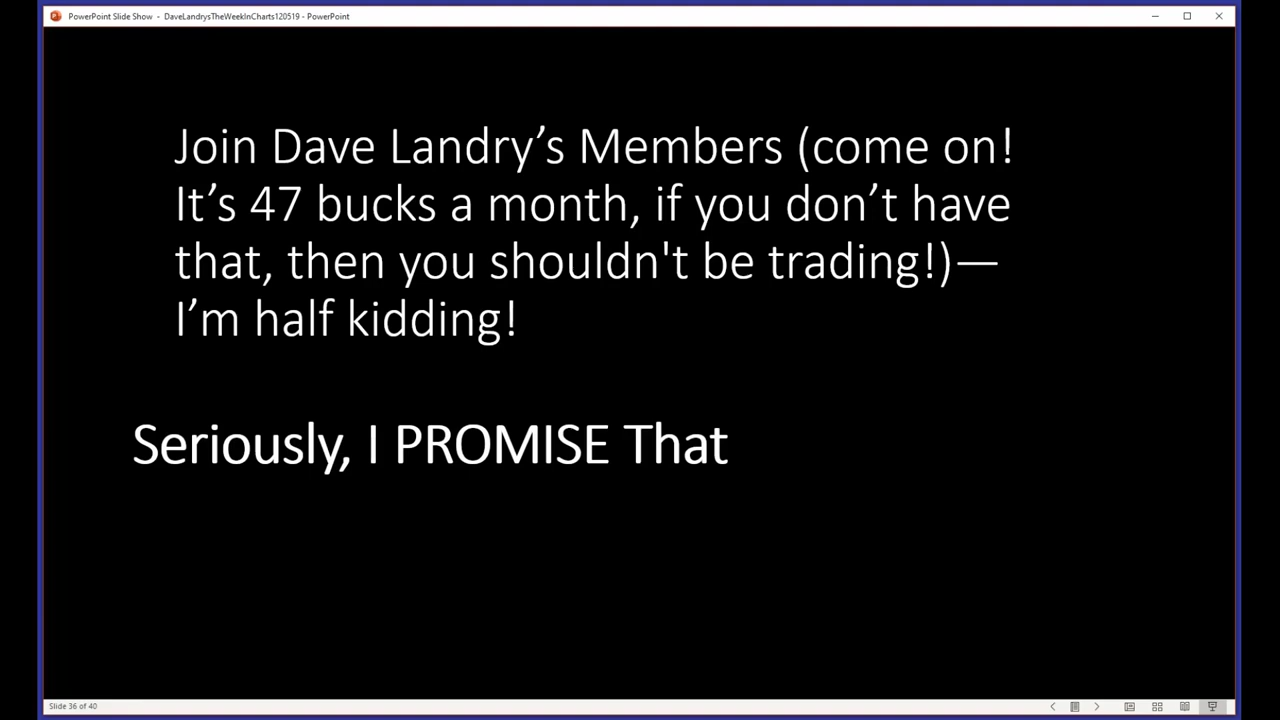 PowerPoint Slide Show - DaveLandrysTheWeekInCharts120519 - PowerPoint
Join Dave Landry’s Members (come on!
It’s 47 bucks a month, if you don’t have
that, then you shouldn't be trading!)—
I’m half kidding!
Seriously, I PROMISE That
Slide 36 of 40